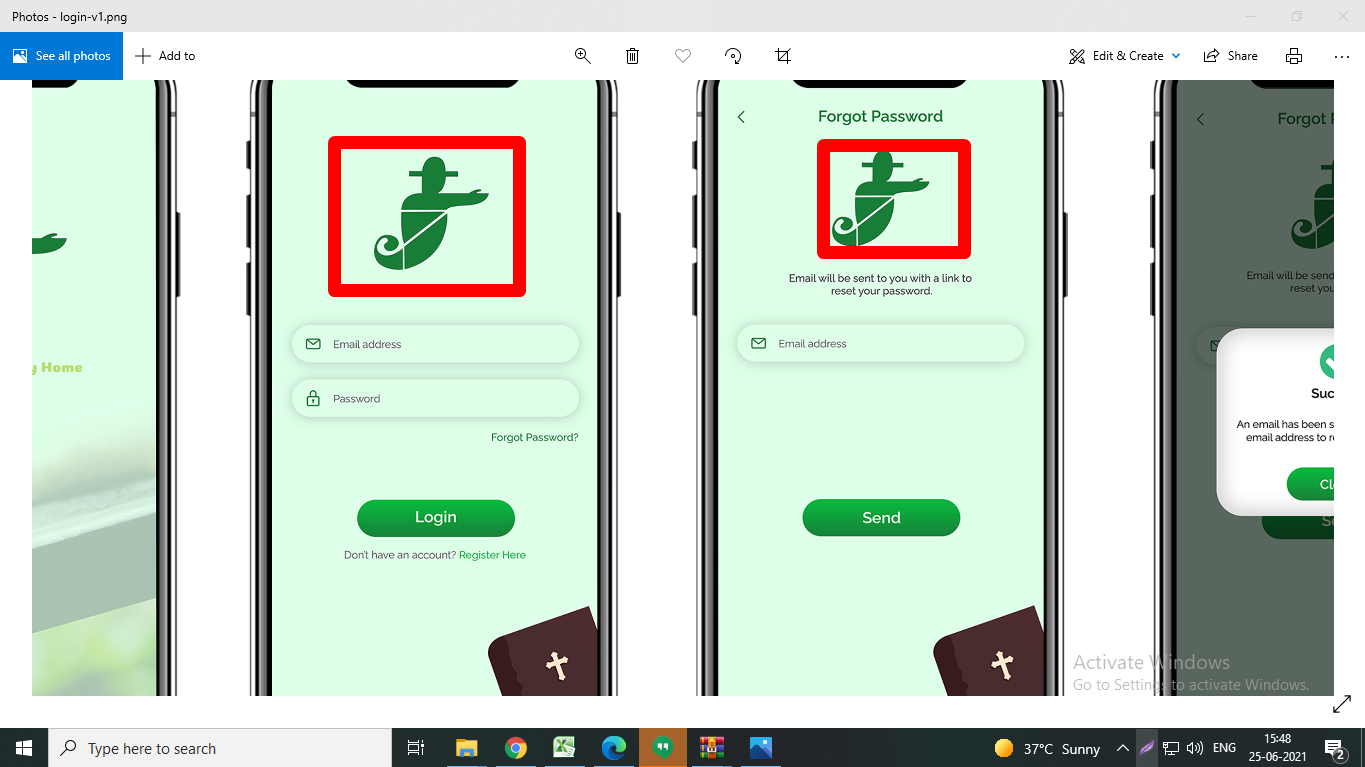 Photos - login-v1.png
See all photos
Add to
Edit & Create
Share
y Home
Email address
Password
Forgot Password?
Login
Don't have an account? Register Here
Forgot Password
Email will be sent to you with a link to
reset your password.
Email address
Send
Forgot
Email will be send
reset you
Suc
An email has been s
email address to r
Cl
Se
Activate Windows
Go to Settings to activate Windows.
Type here to search
37°C Sunny
ENG
15:48
25-06-2021
2